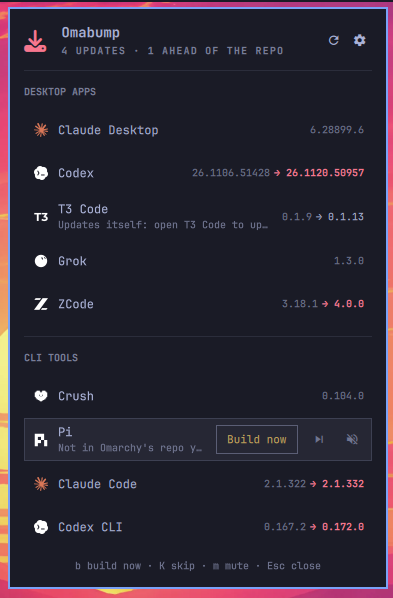 Omabump
4 UPDATES · 1 AHEAD OF THE REPO
DESKTOP APPS
Claude Desktop 6.28899.6
Codex 26.1106.51428 → 26.1120.50957
T3 T3 Code 0.1.9 → 0.1.13
Updates itself: open T3 Code to up…
Grok 1.3.0
ZCode 3.18.1 → 4.0.0
CLI TOOLS
Crush 0.104.0
Pi
Not in Omarchy's repo y… Build now
Claude Code 2.1.322 → 2.1.332
Codex CLI 0.167.2 → 0.172.0
b build now · K skip · m mute · Esc close